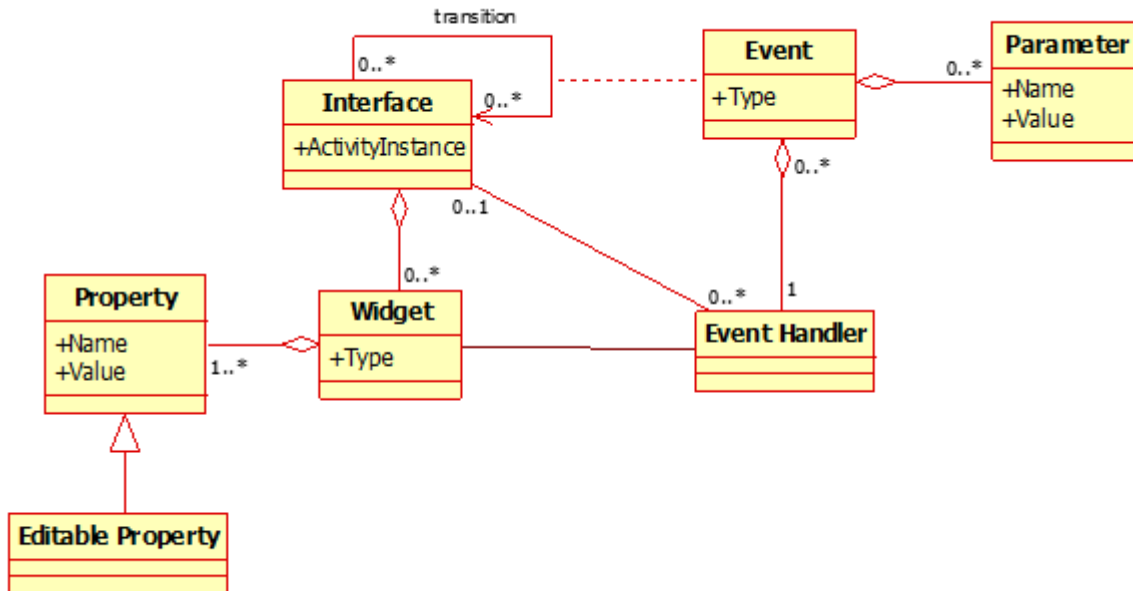 transition
0..*
0..*
Interface
+ActivityInstance
0..1
0..*
Event
+Type
0..*
0..*
Parameter
+Name
+Value
Property
+Name
+Value
1..*
Widget
+Type
0..*
1
Event Handler
Editable Property